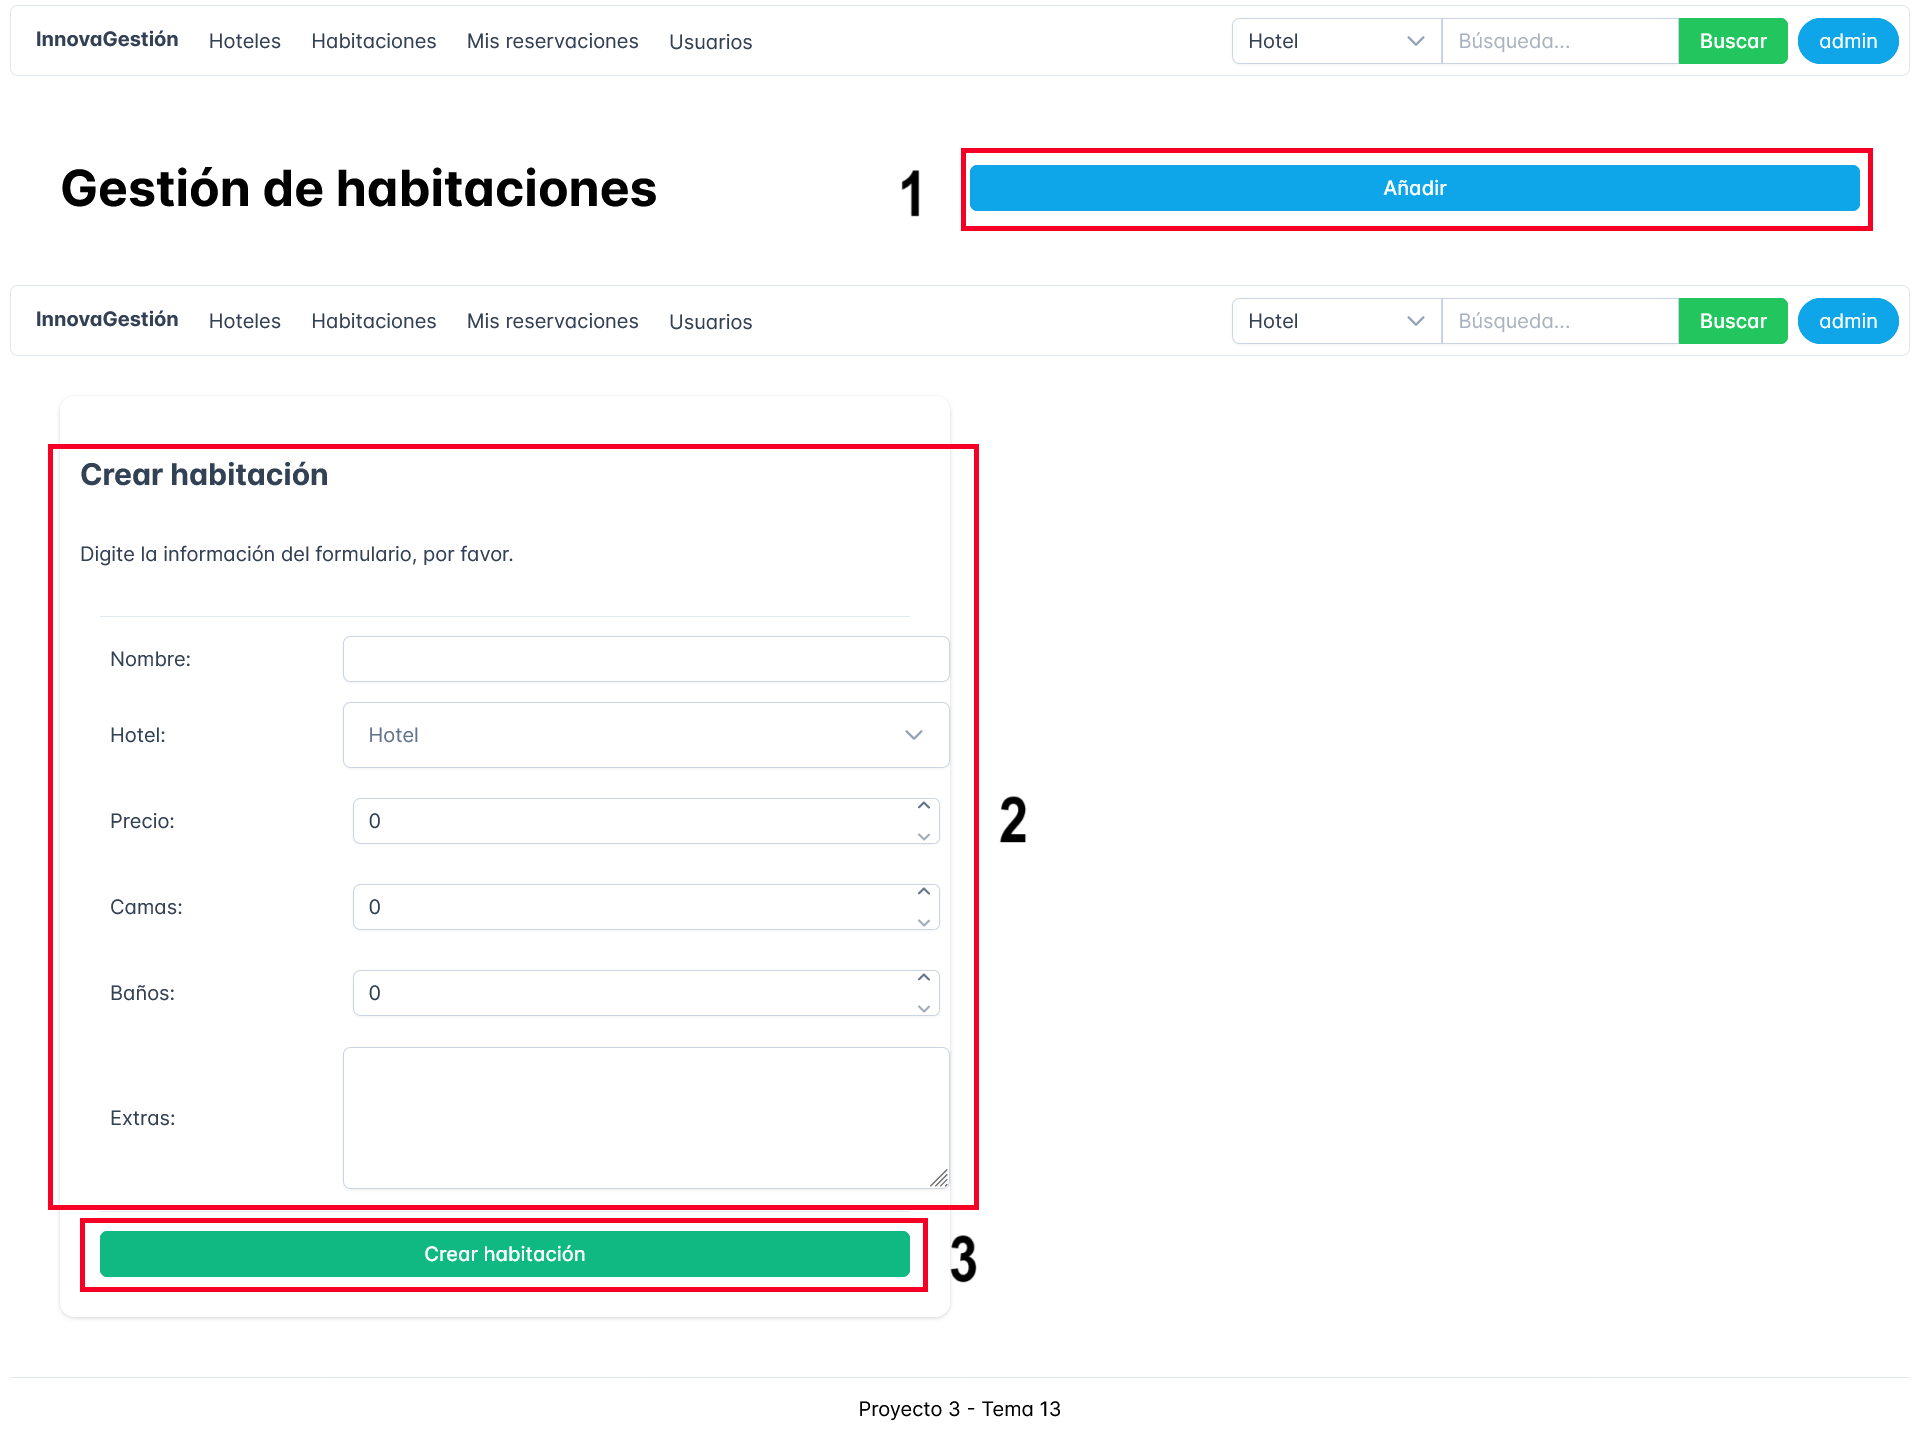 InnovaGestión Hoteles Habitaciones Mis reservaciones Usuarios Hotel Búsqueda... Buscar admin
Gestión de habitaciones 1 Añadir
InnovaGestión Hoteles Habitaciones Mis reservaciones Usuarios Hotel Búsqueda... Buscar admin
Crear habitación
Digite la información del formulario, por favor.
Nombre:
Hotel: Hotel
Precio: 0 2
Camas: 0
Baños: 0
Extras:
Crear habitación 3
Proyecto 3 - Tema 13